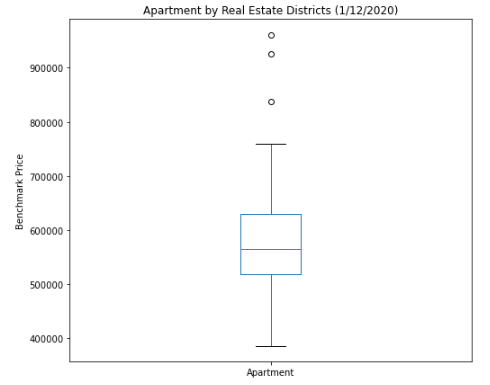 Apartment by Real Estate Districts (1/12/2020)
900000
800000
700000
600000
500000
400000
Benchmark Price
Apartment